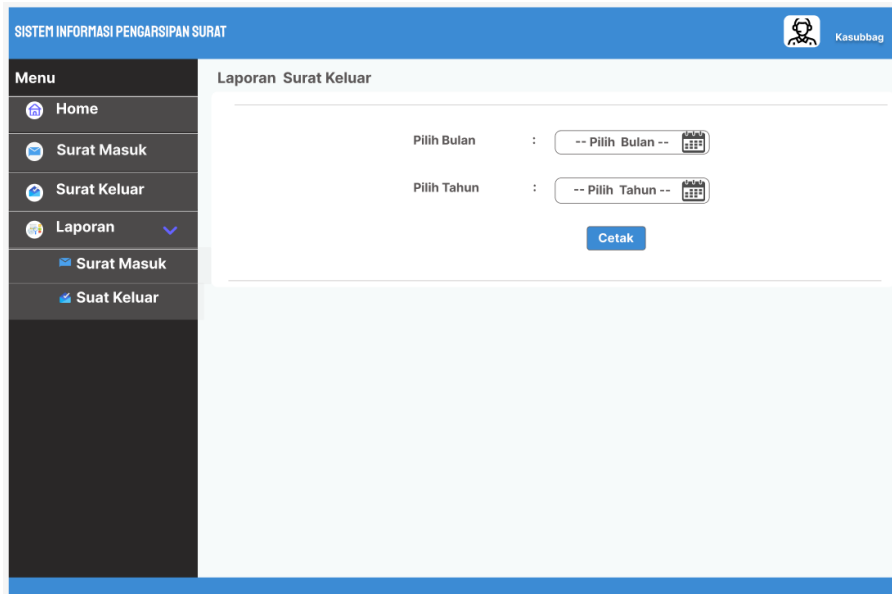 SISTEM INFORMASI PENGARSIPAN SURAT
Kasubbag
Menu
Home
Surat Masuk
Surat Keluar
Laporan
Surat Masuk
Suat Keluar
Laporan Surat Keluar
Pilih Bulan : -- Pilih Bulan --
Pilih Tahun : -- Pilih Tahun --
Cetak